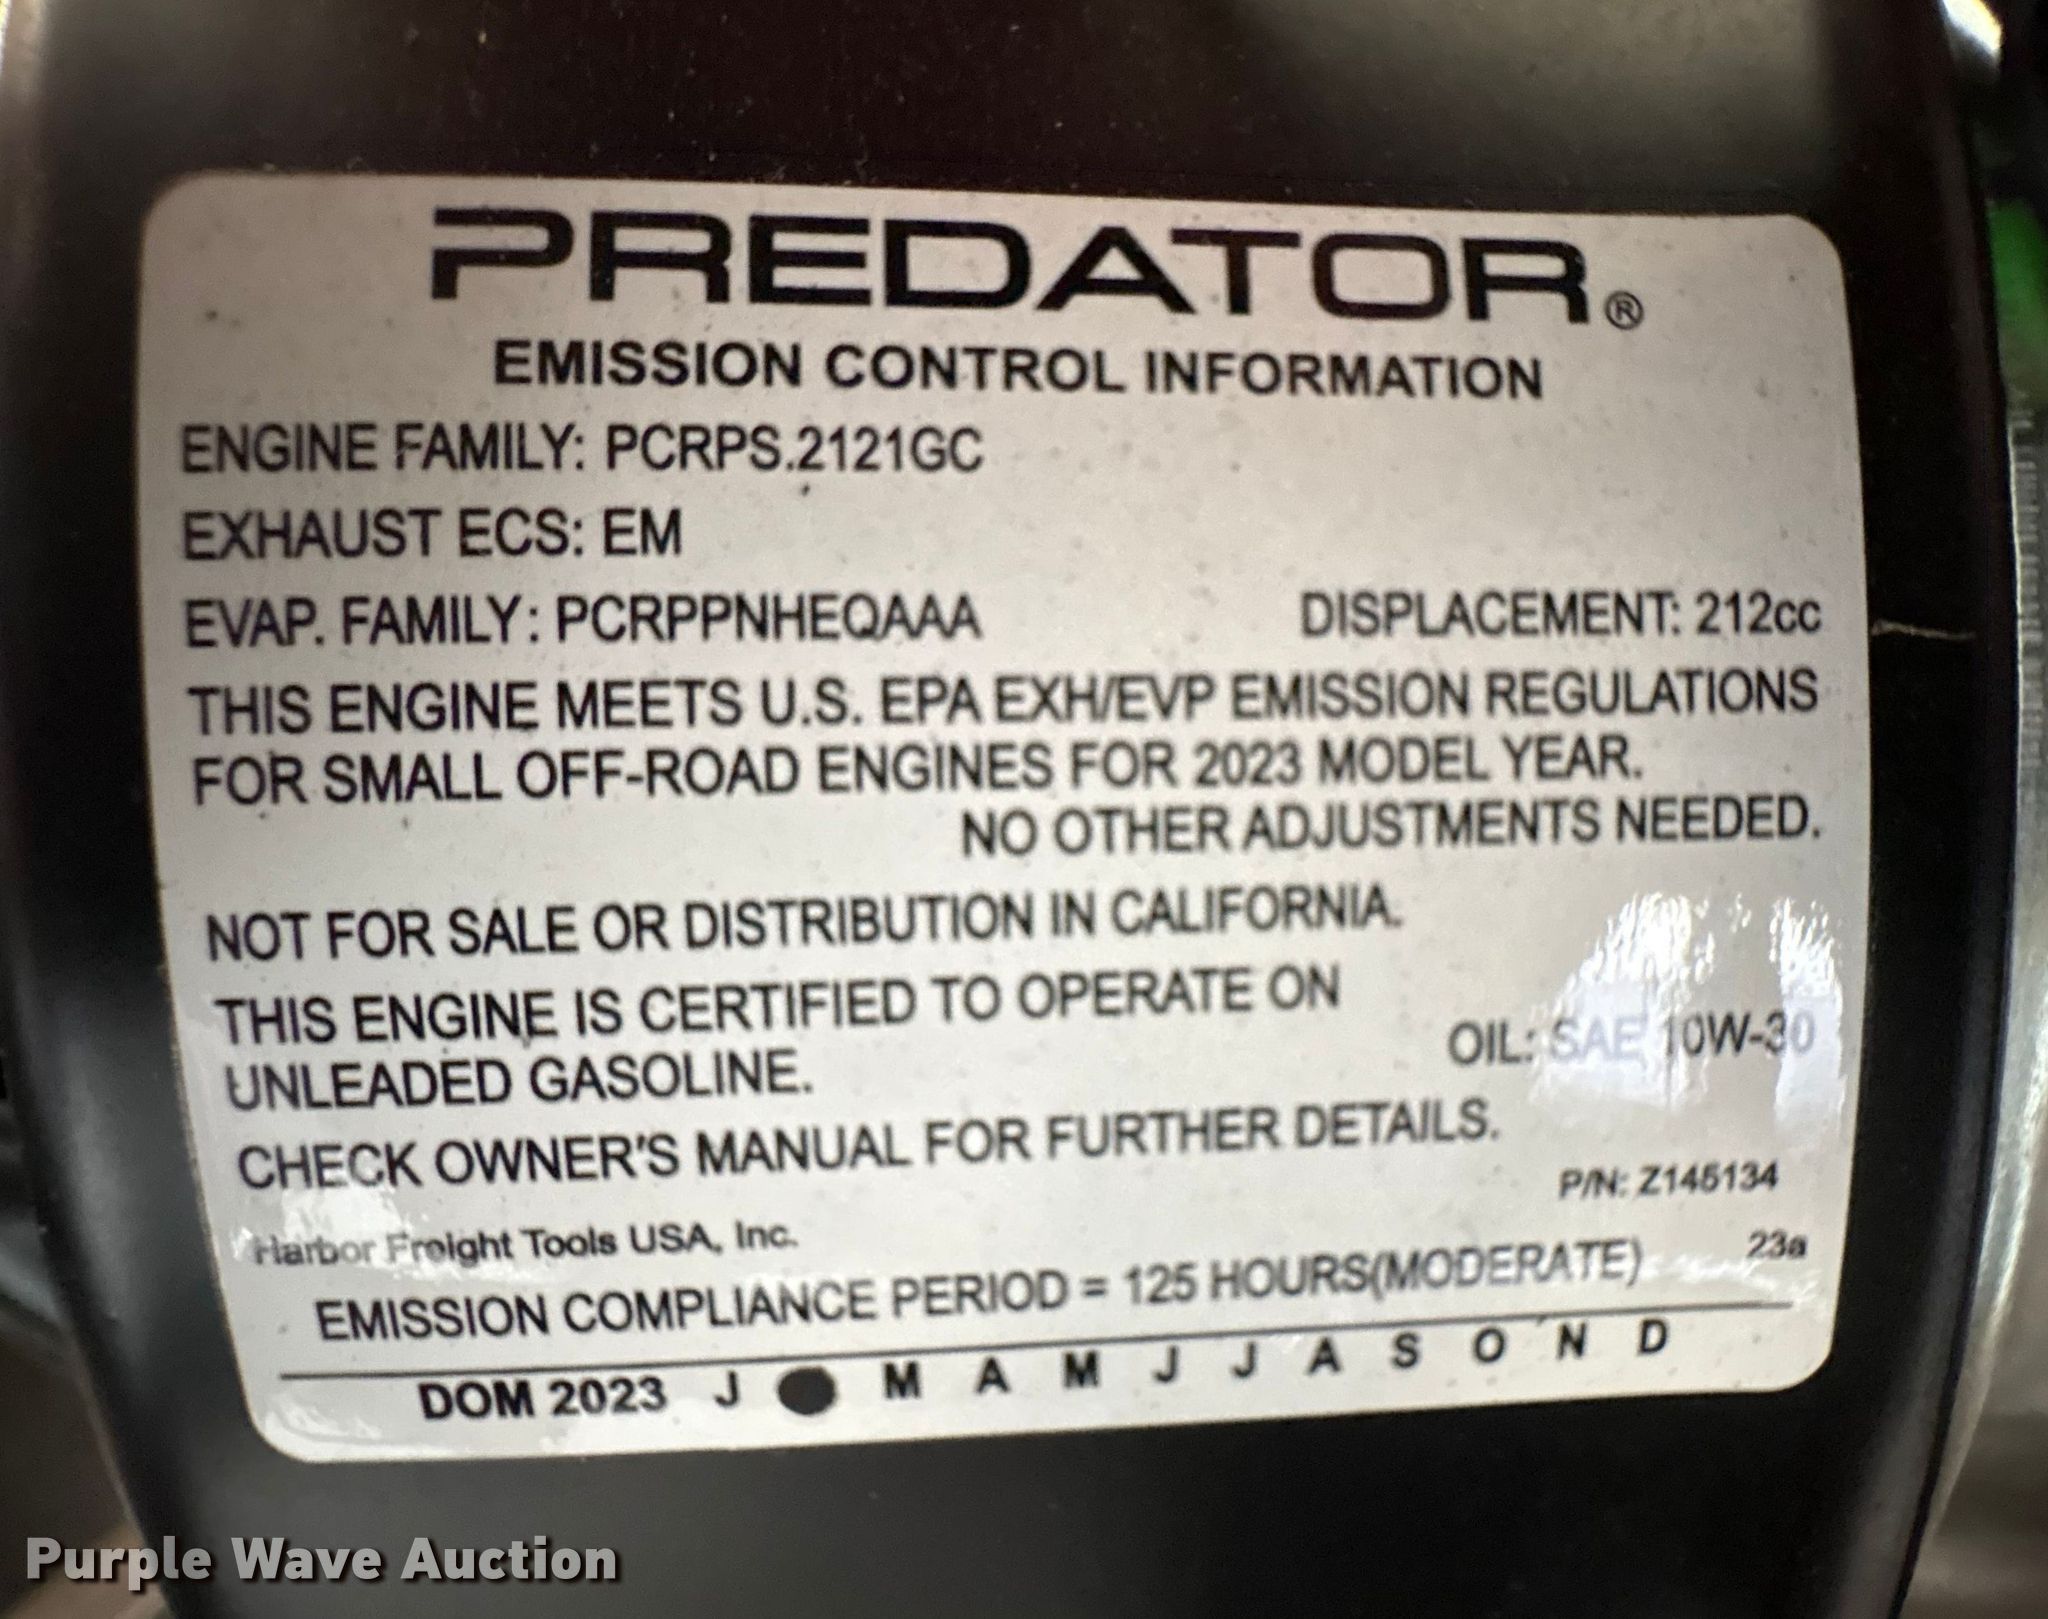 PREDATOR®
EMISSION CONTROL INFORMATION
ENGINE FAMILY: PCRPS.2121GC
EXHAUST ECS: EM
EVAP. FAMILY: PCRPPNHEQAAA DISPLACEMENT: 212cc
THIS ENGINE MEETS U.S. EPA EXH/EVP EMISSION REGULATIONS
FOR SMALL OFF-ROAD ENGINES FOR 2023 MODEL YEAR.
NO OTHER ADJUSTMENTS NEEDED.
NOT FOR SALE OR DISTRIBUTION IN CALIFORNIA.
THIS ENGINE IS CERTIFIED TO OPERATE ON
UNLEADED GASOLINE.
OIL: SAE 10W-30
CHECK OWNER'S MANUAL FOR FURTHER DETAILS.
P/N: Z145134
Harbor Freight Tools USA, Inc.
23a
EMISSION COMPLIANCE PERIOD = 125 HOURS(MODERATE)
DOM 2023 J M A M J J A S O N D
Purple Wave Auction